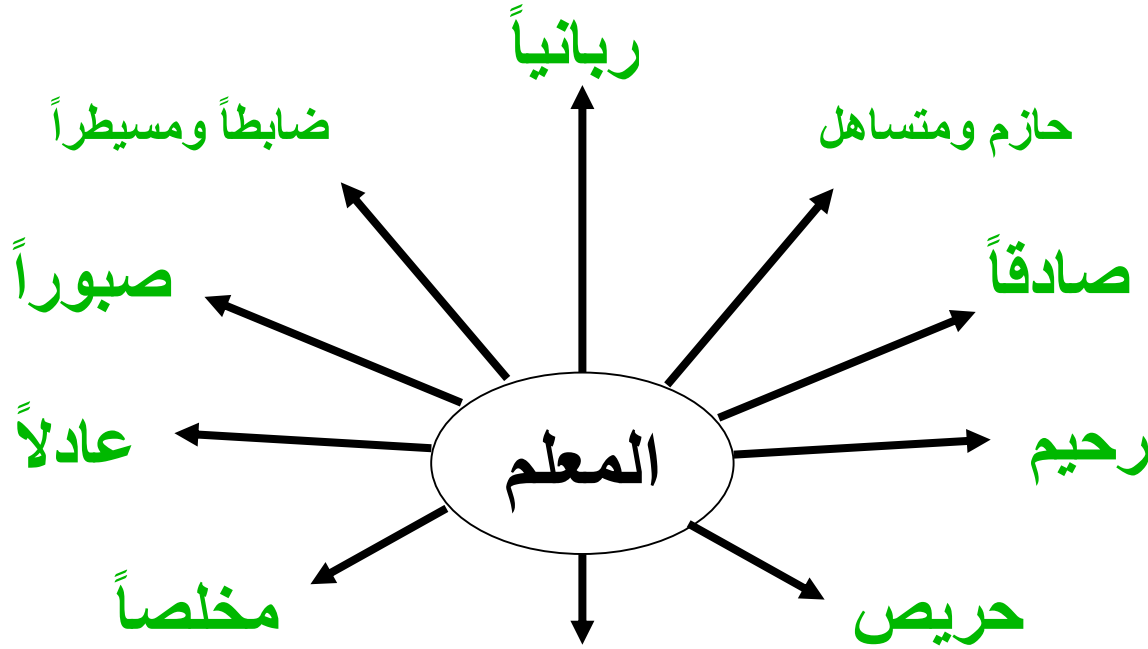 ربانياً
حازم ومتساهل
ضابطاً ومسيطراً
صادقاً
صبوراً
رحيم
عادلاً
المعلم
حريص
مخلصاً